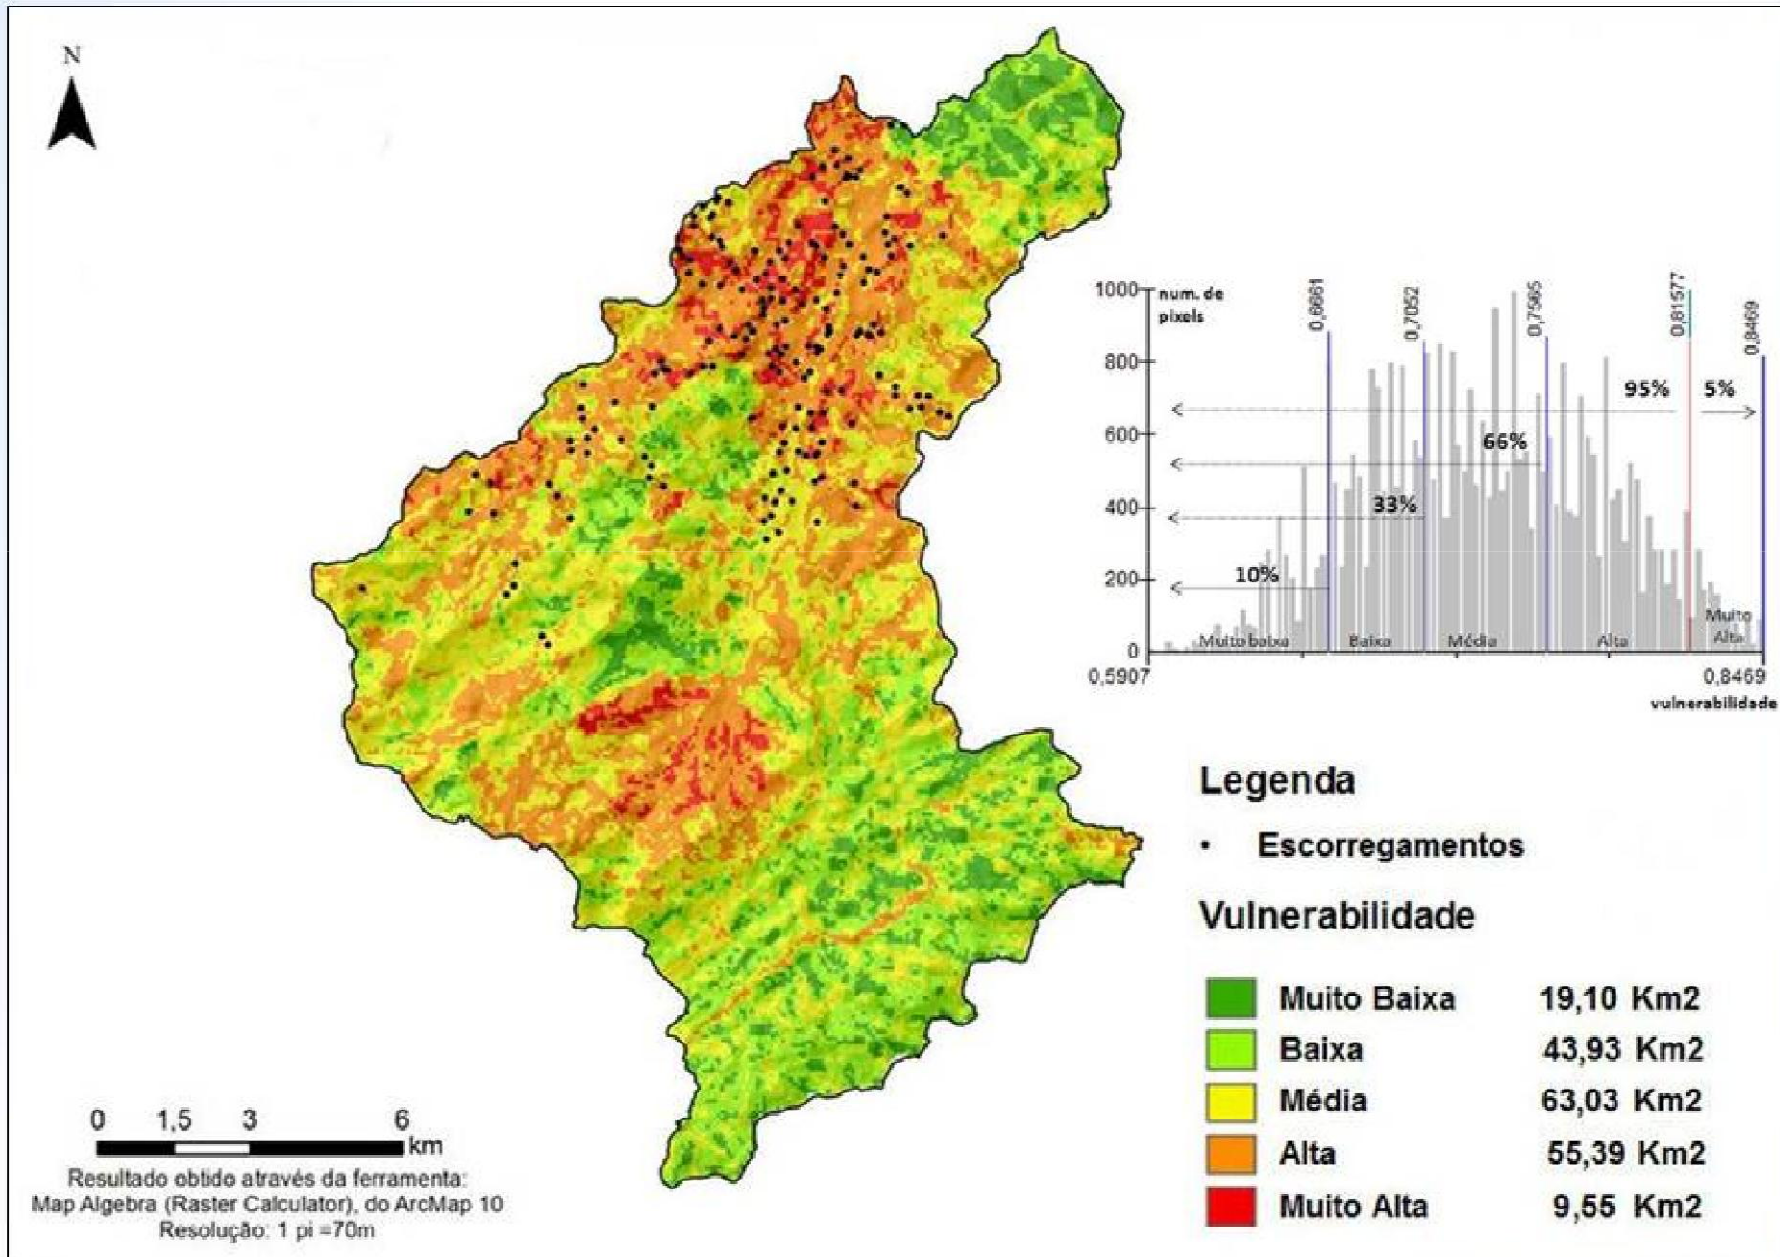 N
1000
num. de
pixels
800
600
400
200
0
0,5907
0,6661
0,7052
0,7585
0,81577
0,8469
95%
5%
66%
33%
10%
Muito baixa
Baixa
Média
Alta
Muito
Alta
0,8469
vulnerabilidade
Legenda
Escorregamentos
Vulnerabilidade
Muito Baixa 19,10 Km2
Baixa 43,93 Km2
Média 63,03 Km2
Alta 55,39 Km2
Muito Alta 9,55 Km2
0 1,5 3 6
km
Resultado obtido através da ferramenta:
Map Algebra (Raster Calculator), do ArcMap 10
Resolução: 1 pi =70m